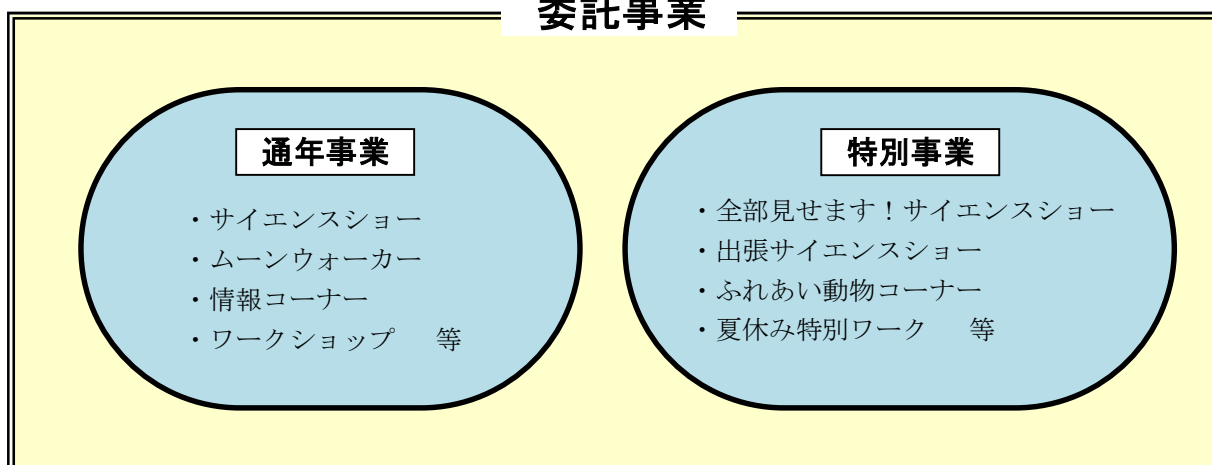 委託事業
通年事業
・サイエンスショー
・ムーンウォーカー
・情報コーナー
・ワークショップ　等
特別事業
・全部見せます！サイエンスショー
・出張サイエンスショー
・ふれあい動物コーナー
・夏休み特別ワーク　等